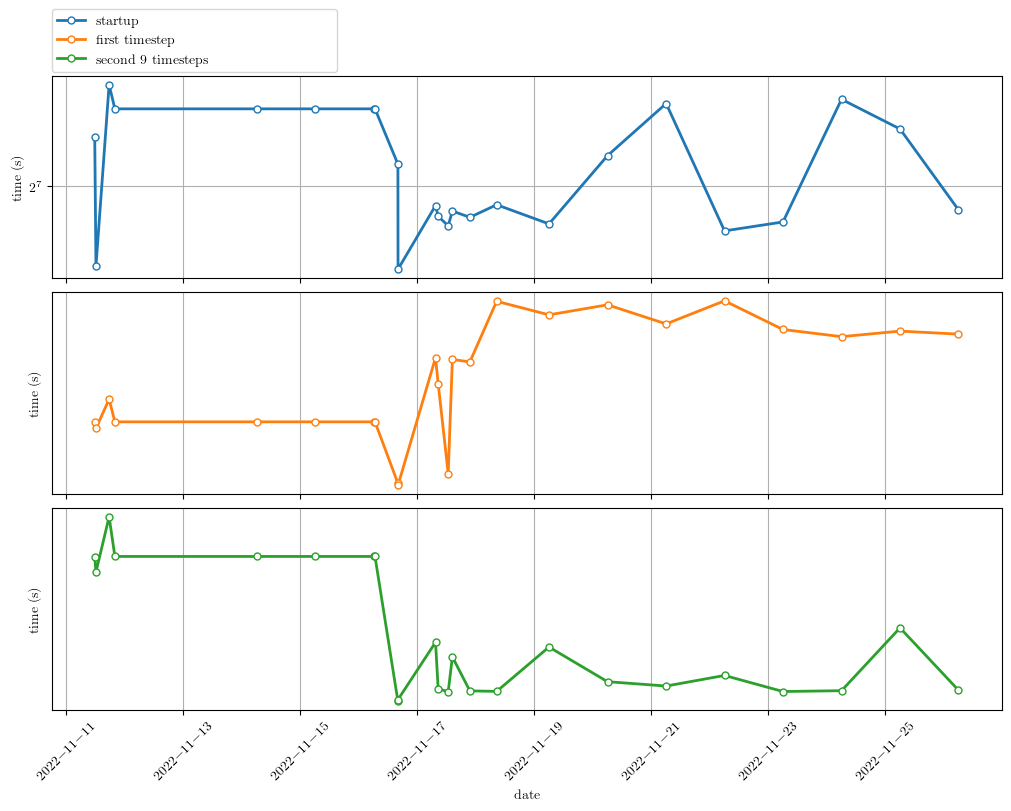 startup
first timestep
second 9 timesteps
time (s)
2⁷
time (s)
time (s)
2022−11−11
2022−11−13
2022−11−15
2022−11−17
2022−11−19
2022−11−21
2022−11−23
2022−11−25
date